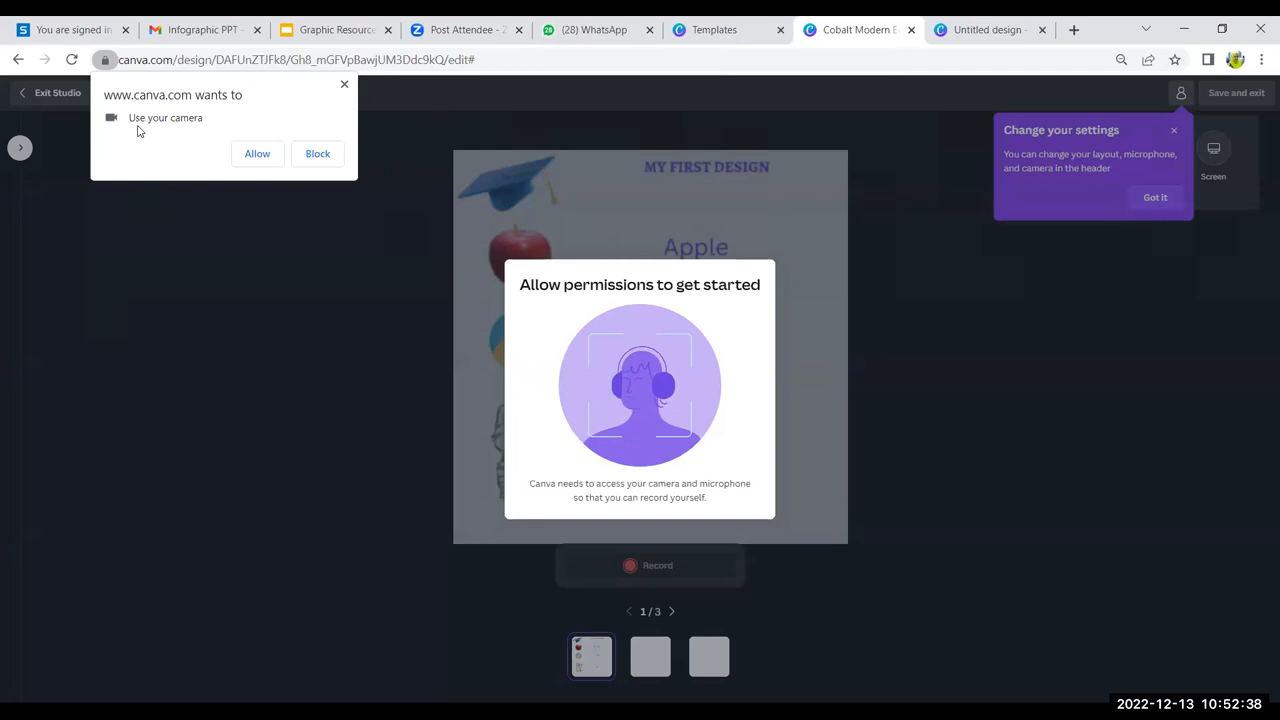 You are signed in
Infographic PPT -
Graphic Resource
Post Attendee - Z
(28) WhatsApp
Templates
Cobalt Modern E
Untitled design -
canva.com/design/DAFUnZTJFk8/Gh8_mGFVpBawjUM3Ddc9kQ/edit#
www.canva.com wants to
Use your camera
Allow
Block
Exit Studio
Save and exit
Change your settings
You can change your layout, microphone,
and camera in the header
Got it
Screen
MY FIRST DESIGN
Apple
Allow permissions to get started
Canva needs to access your camera and microphone
so that you can record yourself.
Record
1 / 3
2022-12-13 10:52:38